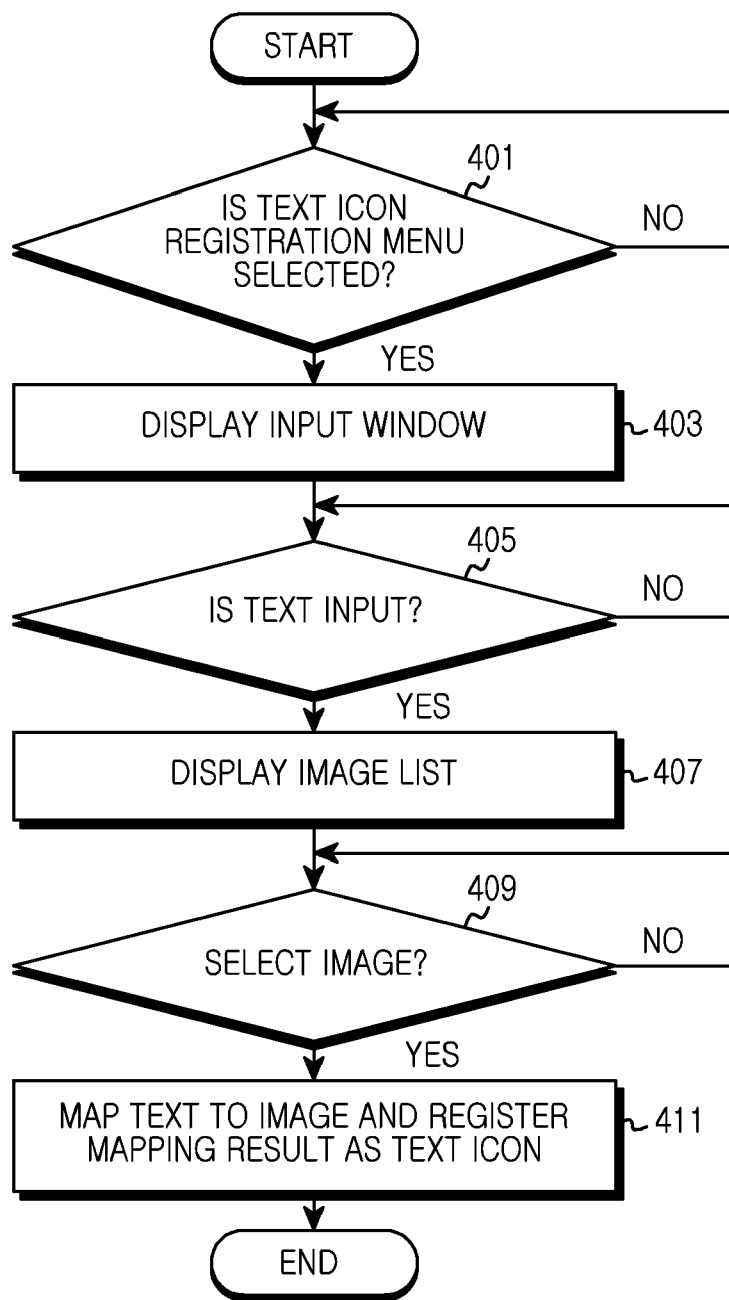 START
401
IS TEXT ICON
REGISTRATION MENU
SELECTED?
NO
YES
DISPLAY INPUT WINDOW
403
405
IS TEXT INPUT?
NO
YES
DISPLAY IMAGE LIST
407
409
SELECT IMAGE?
NO
YES
MAP TEXT TO IMAGE AND REGISTER
MAPPING RESULT AS TEXT ICON
411
END